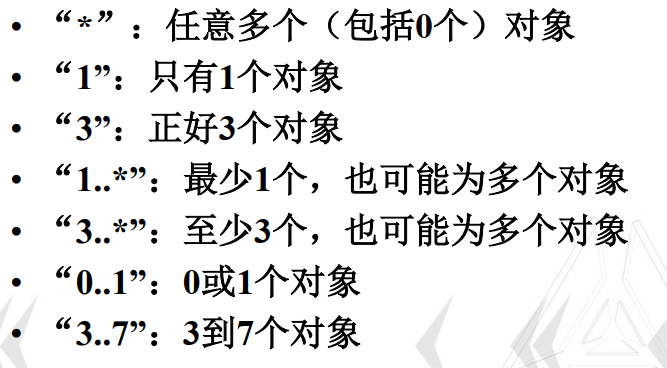 • “*”：任意多个（包括0个）对象
• “1”：只有1个对象
• “3”：正好3个对象
• “1..*”：最少1个，也可能为多个对象
• “3..*”：至少3个，也可能为多个对象
• “0..1”：0或1个对象
• “3..7”：3到7个对象